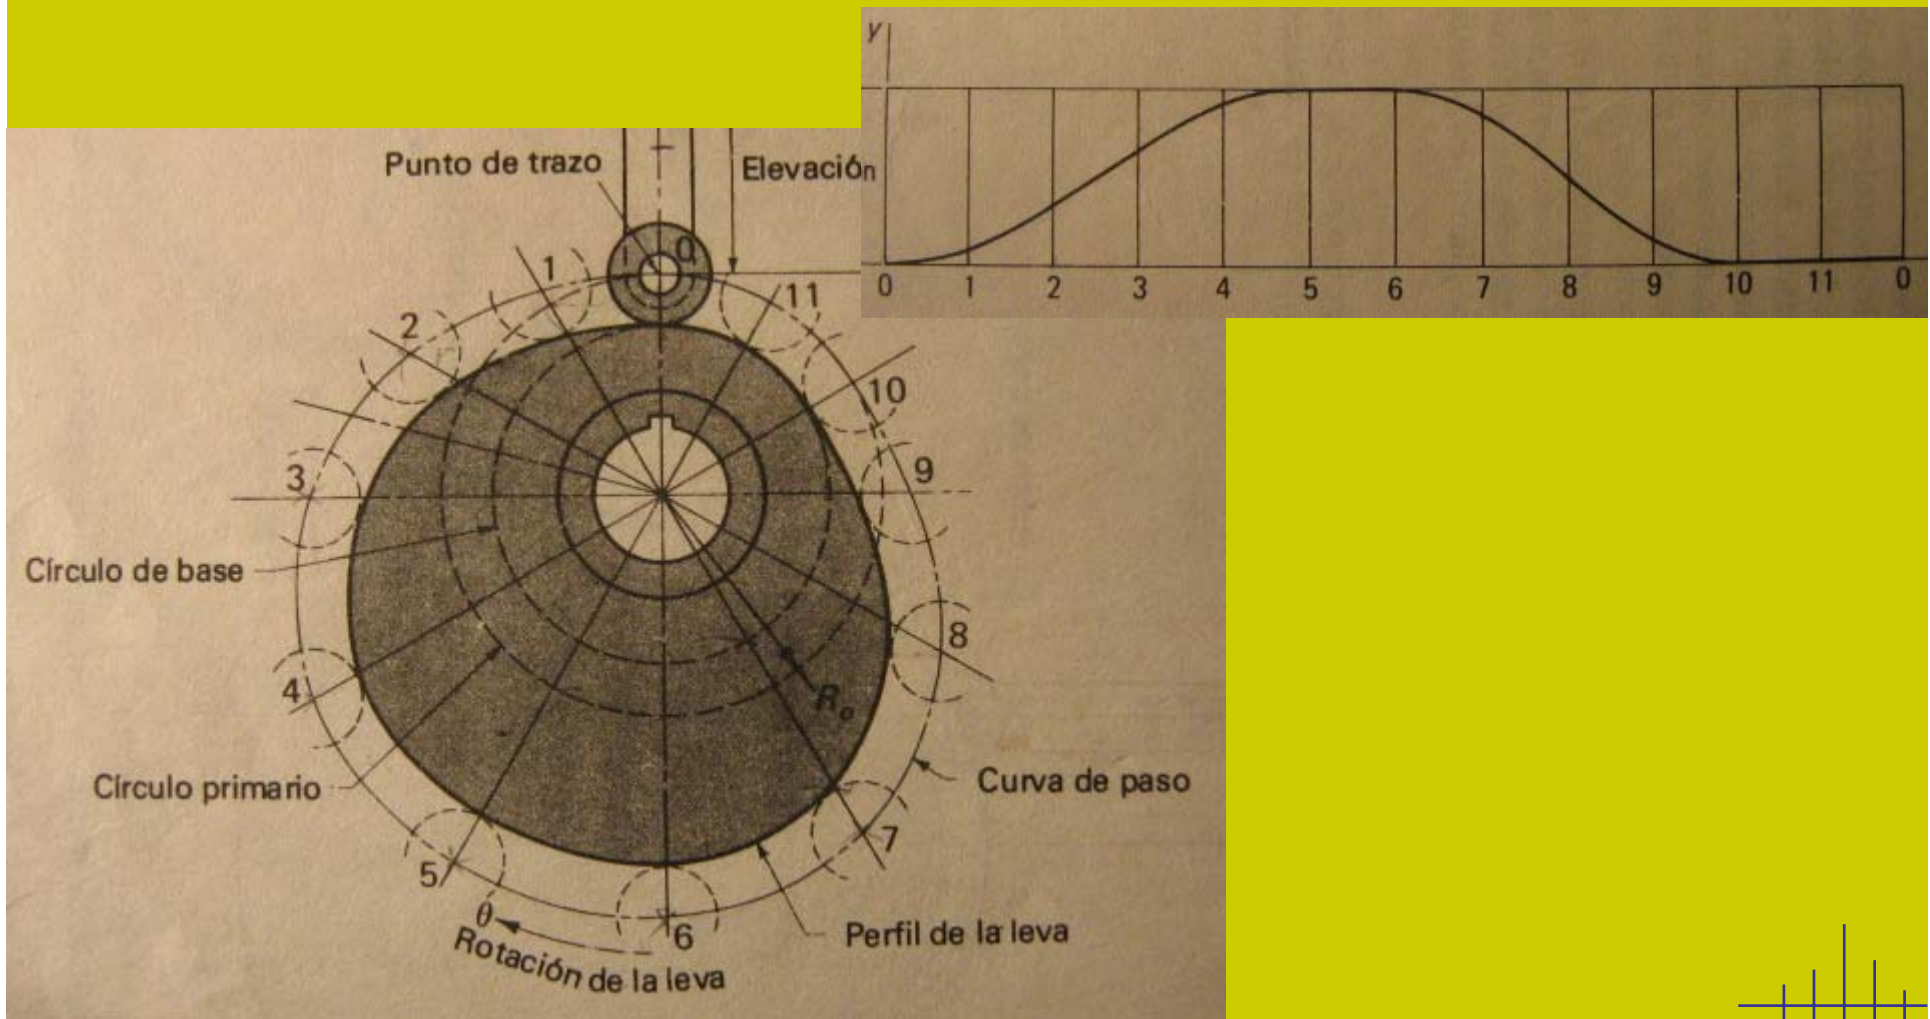 y
0 1 2 3 4 5 6 7 8 9 10 11 0
Punto de trazo
Elevación
0
1
11
2
10
3
9
Círculo de base
8
4
R₀
Círculo primario
Curva de paso
7
5
θ
6
Perfil de la leva
Rotación de la leva